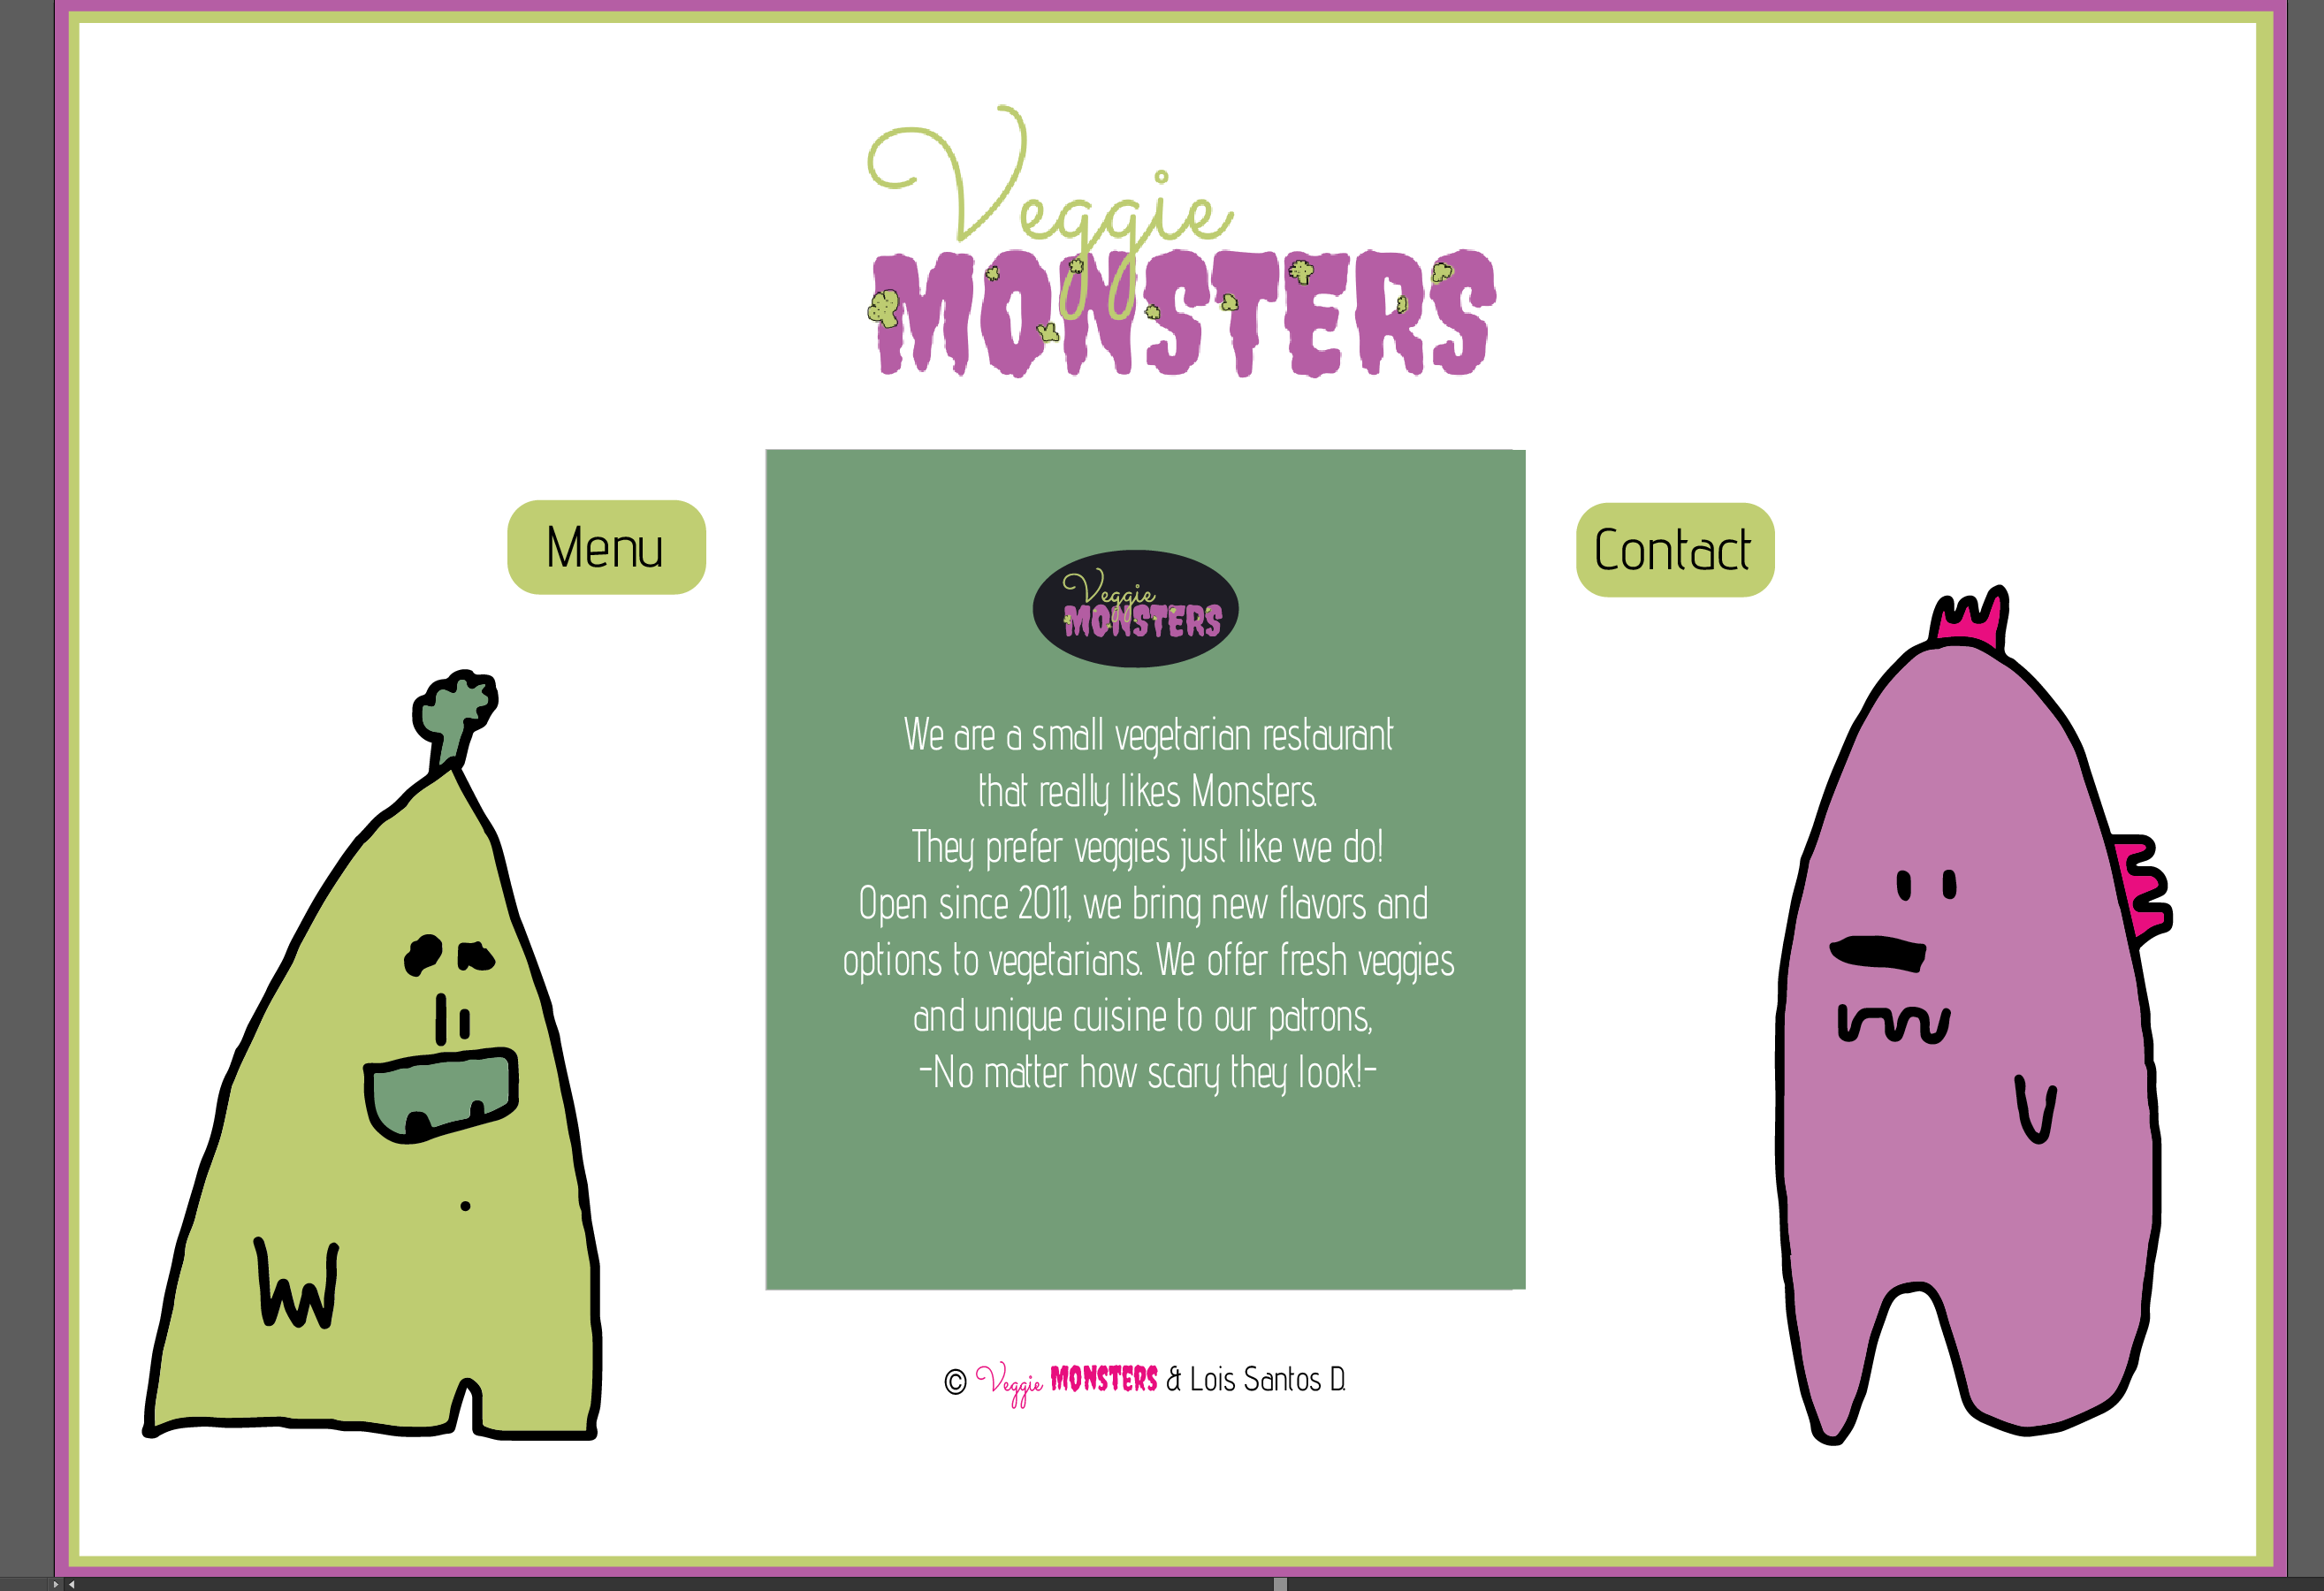 Veggie
MONSTERS
Menu
Contact
Veggie
MONSTERS
We are a small vegetarian restaurant
that really likes Monsters.
They prefer veggies just like we do!
Open since 2011, we bring new flavors and
options to vegetarians. We offer fresh veggies
and unique cuisine to our patrons,
-No matter how scary they look!-
© Veggie MONSTERS & Lois Santos D.